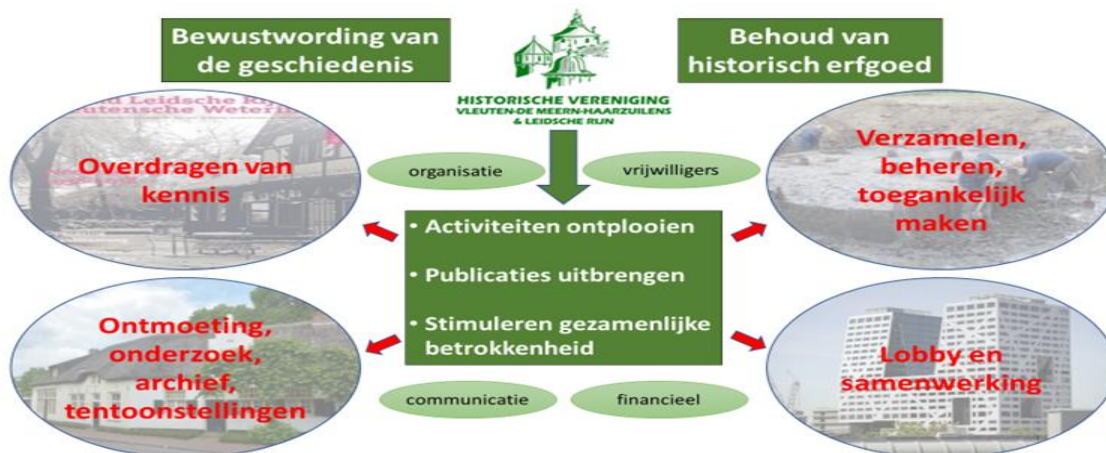 Bewustwording van
de geschiedenis
Behoud van
historisch erfgoed
HISTORISCHE VERENIGING
VLEUTEN-DE MEERN-HAARZUILENS
& LEIDSCHE RIJN
Leidsche Rij
Overdragen van
kennis
organisatie
vrijwilligers
Verzamelen,
beheren,
toegankelijk
maken
• Activiteiten ontplooien
• Publicaties uitbrengen
• Stimuleren gezamenlijke
betrokkenheid
Ontmoeting,
onderzoek,
archief,
tentoonstellingen
Lobby en
samenwerking
communicatie
financieel